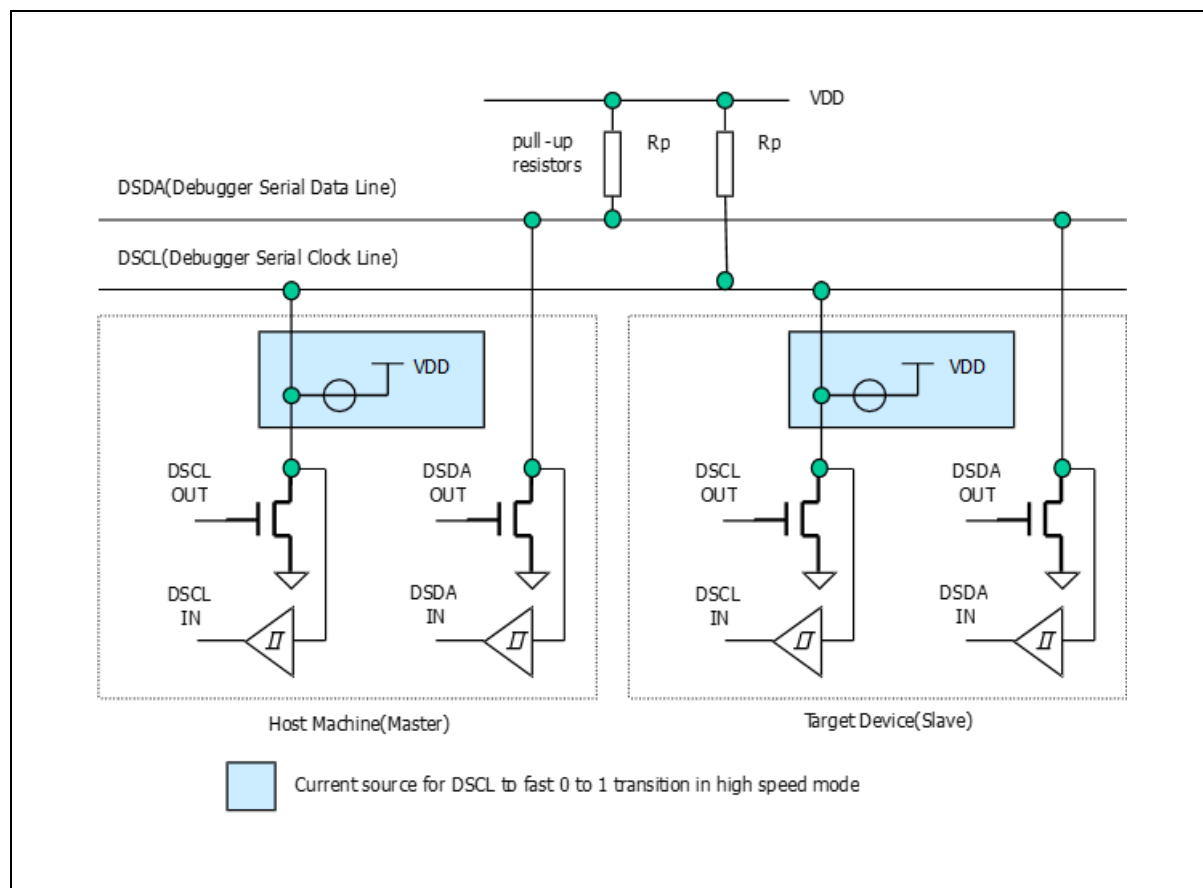 VDD
pull-up
resistors
Rp
Rp
DSDA(Debugger Serial Data Line)
DSCL(Debugger Serial Clock Line)
VDD
VDD
DSCL
OUT
DSDA
OUT
DSCL
OUT
DSDA
OUT
DSCL
IN
DSDA
IN
DSCL
IN
DSDA
IN
Host Machine(Master)
Target Device(Slave)
Current source for DSCL to fast 0 to 1 transition in high speed mode